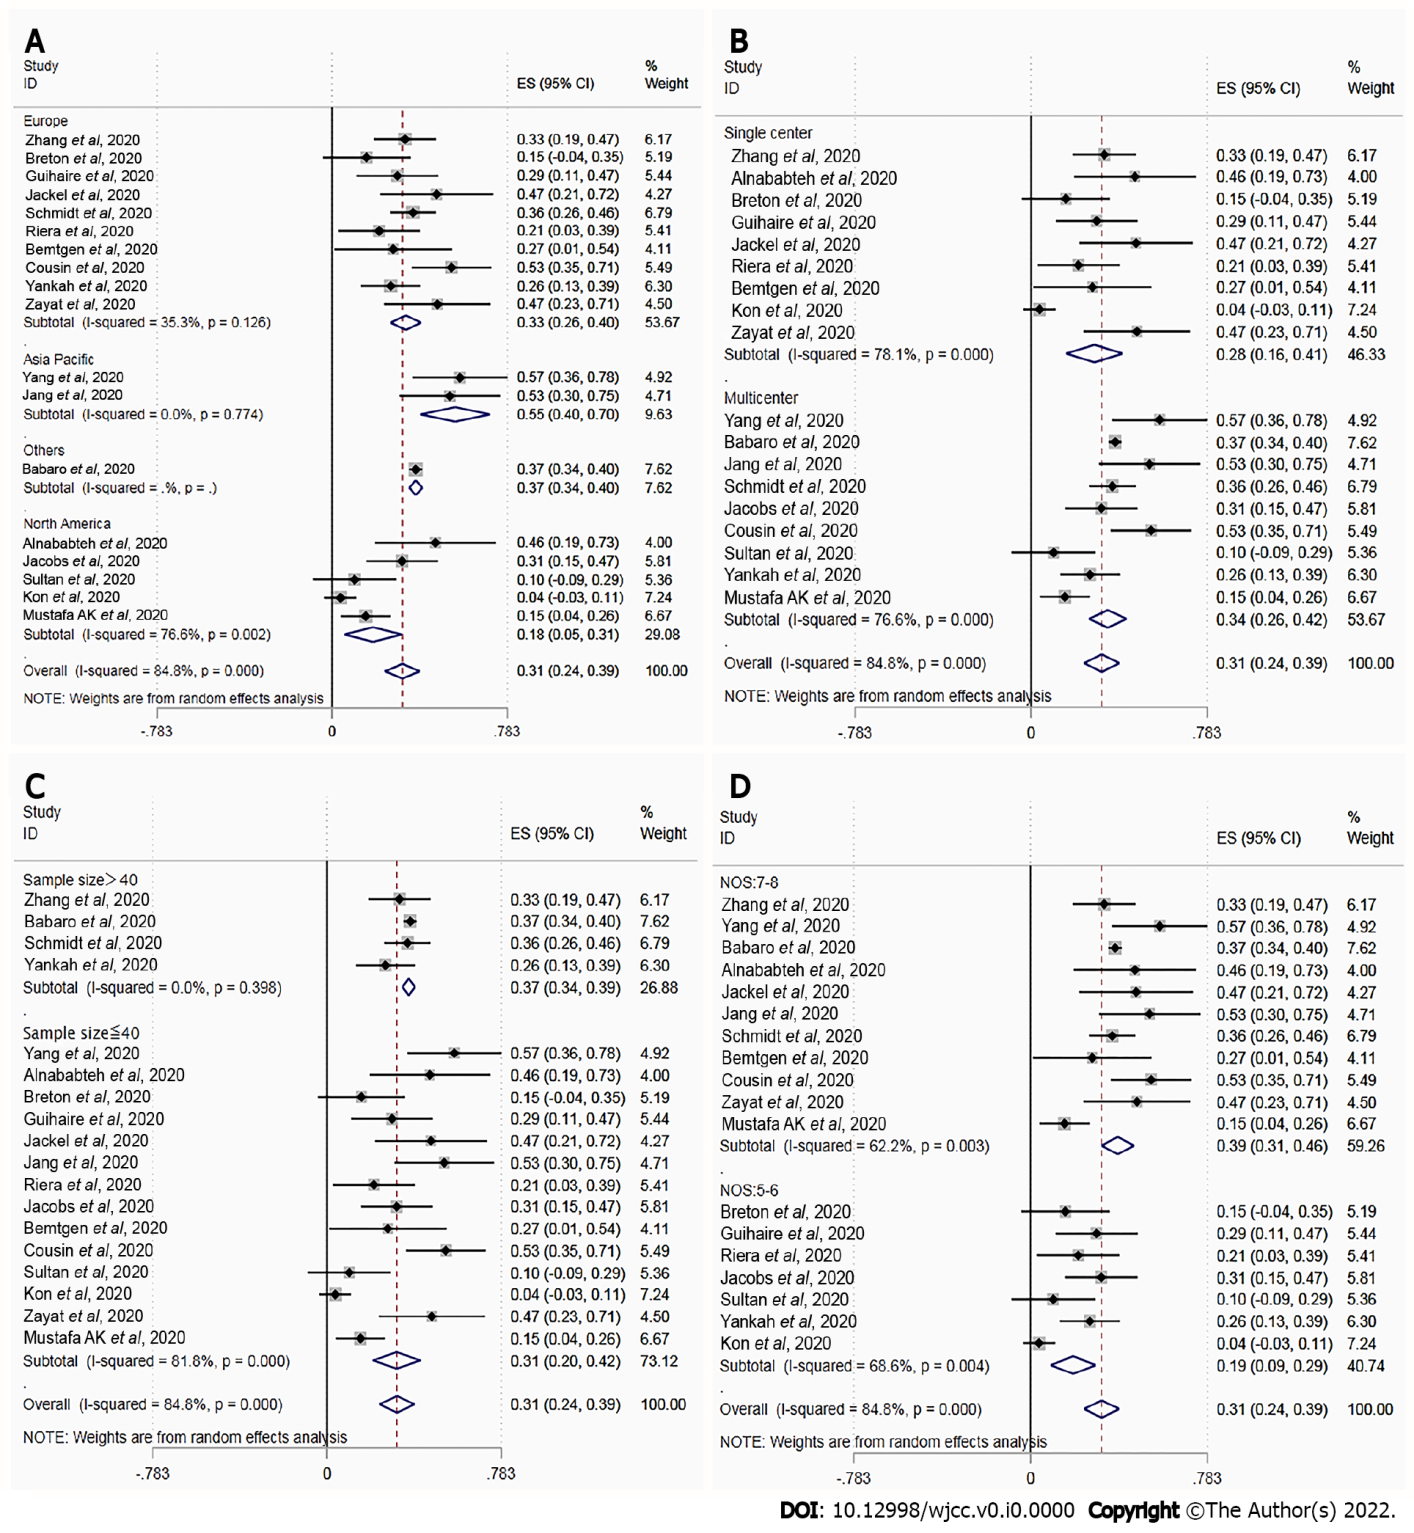 A
Study
%
ID ES (95% CI) Weight
Europe
Zhang et al, 2020 0.33 (0.19, 0.47) 6.17
Breton et al, 2020 0.15 (-0.04, 0.35) 5.19
Guihaire et al, 2020 0.29 (0.11, 0.47) 5.44
Jackel et al, 2020 0.47 (0.21, 0.72) 4.27
Schmidt et al, 2020 0.36 (0.26, 0.46) 6.79
Riera et al, 2020 0.21 (0.03, 0.39) 5.41
Bemtgen et al, 2020 0.27 (0.01, 0.54) 4.11
Cousin et al, 2020 0.53 (0.35, 0.71) 5.49
Yankah et al, 2020 0.26 (0.13, 0.39) 6.30
Zayat et al, 2020 0.47 (0.23, 0.71) 4.50
Subtotal (I-squared = 35.3%, p = 0.126) 0.33 (0.26, 0.40) 53.67
.
Asia Pacific
Yang et al, 2020 0.57 (0.36, 0.78) 4.92
Jang et al, 2020 0.53 (0.30, 0.75) 4.71
Subtotal (I-squared = 0.0%, p = 0.774) 0.55 (0.40, 0.70) 9.63
.
Others
Babaro et al, 2020 0.37 (0.34, 0.40) 7.62
Subtotal (I-squared = .%, p = .) 0.37 (0.34, 0.40) 7.62
.
North America
Alnababteh et al, 2020 0.46 (0.19, 0.73) 4.00
Jacobs et al, 2020 0.31 (0.15, 0.47) 5.81
Sultan et al, 2020 0.10 (-0.09, 0.29) 5.36
Kon et al, 2020 0.04 (-0.03, 0.11) 7.24
Mustafa AK et al, 2020 0.15 (0.04, 0.26) 6.67
Subtotal (I-squared = 76.6%, p = 0.002) 0.18 (0.05, 0.31) 29.08
.
Overall (I-squared = 84.8%, p = 0.000) 0.31 (0.24, 0.39) 100.00
NOTE: Weights are from random effects analysis
-.783 0 .783
B
Study
%
ID ES (95% CI) Weight
Single center
Zhang et al, 2020 0.33 (0.19, 0.47) 6.17
Alnababteh et al, 2020 0.46 (0.19, 0.73) 4.00
Breton et al, 2020 0.15 (-0.04, 0.35) 5.19
Guihaire et al, 2020 0.29 (0.11, 0.47) 5.44
Jackel et al, 2020 0.47 (0.21, 0.72) 4.27
Riera et al, 2020 0.21 (0.03, 0.39) 5.41
Bemtgen et al, 2020 0.27 (0.01, 0.54) 4.11
Kon et al, 2020 0.04 (-0.03, 0.11) 7.24
Zayat et al, 2020 0.47 (0.23, 0.71) 4.50
Subtotal (I-squared = 78.1%, p = 0.000) 0.28 (0.16, 0.41) 46.33
.
Multicenter
Yang et al, 2020 0.57 (0.36, 0.78) 4.92
Babaro et al, 2020 0.37 (0.34, 0.40) 7.62
Jang et al, 2020 0.53 (0.30, 0.75) 4.71
Schmidt et al, 2020 0.36 (0.26, 0.46) 6.79
Jacobs et al, 2020 0.31 (0.15, 0.47) 5.81
Cousin et al, 2020 0.53 (0.35, 0.71) 5.49
Sultan et al, 2020 0.10 (-0.09, 0.29) 5.36
Yankah et al, 2020 0.26 (0.13, 0.39) 6.30
Mustafa AK et al, 2020 0.15 (0.04, 0.26) 6.67
Subtotal (I-squared = 76.6%, p = 0.000) 0.34 (0.26, 0.42) 53.67
.
Overall (I-squared = 84.8%, p = 0.000) 0.31 (0.24, 0.39) 100.00
NOTE: Weights are from random effects analysis
-.783 0 .783
C
Study
%
ID ES (95% CI) Weight
Sample size>40
Zhang et al, 2020 0.33 (0.19, 0.47) 6.17
Babaro et al, 2020 0.37 (0.34, 0.40) 7.62
Schmidt et al, 2020 0.36 (0.26, 0.46) 6.79
Yankah et al, 2020 0.26 (0.13, 0.39) 6.30
Subtotal (I-squared = 0.0%, p = 0.398) 0.37 (0.34, 0.39) 26.88
.
Sample size≦40
Yang et al, 2020 0.57 (0.36, 0.78) 4.92
Alnababteh et al, 2020 0.46 (0.19, 0.73) 4.00
Breton et al, 2020 0.15 (-0.04, 0.35) 5.19
Guihaire et al, 2020 0.29 (0.11, 0.47) 5.44
Jackel et al, 2020 0.47 (0.21, 0.72) 4.27
Jang et al, 2020 0.53 (0.30, 0.75) 4.71
Riera et al, 2020 0.21 (0.03, 0.39) 5.41
Jacobs et al, 2020 0.31 (0.15, 0.47) 5.81
Bemtgen et al, 2020 0.27 (0.01, 0.54) 4.11
Cousin et al, 2020 0.53 (0.35, 0.71) 5.49
Sultan et al, 2020 0.10 (-0.09, 0.29) 5.36
Kon et al, 2020 0.04 (-0.03, 0.11) 7.24
Zayat et al, 2020 0.47 (0.23, 0.71) 4.50
Mustafa AK et al, 2020 0.15 (0.04, 0.26) 6.67
Subtotal (I-squared = 81.8%, p = 0.000) 0.31 (0.20, 0.42) 73.12
.
Overall (I-squared = 84.8%, p = 0.000) 0.31 (0.24, 0.39) 100.00
NOTE: Weights are from random effects analysis
-.783 0 .783
D
Study
%
ID ES (95% CI) Weight
NOS:7-8
Zhang et al, 2020 0.33 (0.19, 0.47) 6.17
Yang et al, 2020 0.57 (0.36, 0.78) 4.92
Babaro et al, 2020 0.37 (0.34, 0.40) 7.62
Alnababteh et al, 2020 0.46 (0.19, 0.73) 4.00
Jackel et al, 2020 0.47 (0.21, 0.72) 4.27
Jang et al, 2020 0.53 (0.30, 0.75) 4.71
Schmidt et al, 2020 0.36 (0.26, 0.46) 6.79
Bemtgen et al, 2020 0.27 (0.01, 0.54) 4.11
Cousin et al, 2020 0.53 (0.35, 0.71) 5.49
Zayat et al, 2020 0.47 (0.23, 0.71) 4.50
Mustafa AK et al, 2020 0.15 (0.04, 0.26) 6.67
Subtotal (I-squared = 62.2%, p = 0.003) 0.39 (0.31, 0.46) 59.26
.
NOS:5-6
Breton et al, 2020 0.15 (-0.04, 0.35) 5.19
Guihaire et al, 2020 0.29 (0.11, 0.47) 5.44
Riera et al, 2020 0.21 (0.03, 0.39) 5.41
Jacobs et al, 2020 0.31 (0.15, 0.47) 5.81
Sultan et al, 2020 0.10 (-0.09, 0.29) 5.36
Yankah et al, 2020 0.26 (0.13, 0.39) 6.30
Kon et al, 2020 0.04 (-0.03, 0.11) 7.24
Subtotal (I-squared = 68.6%, p = 0.004) 0.19 (0.09, 0.29) 40.74
.
Overall (I-squared = 84.8%, p = 0.000) 0.31 (0.24, 0.39) 100.00
NOTE: Weights are from random effects analysis
-.783 0 .783
DOI: 10.12998/wjcc.v0.i0.0000 Copyright ©The Author(s) 2022.